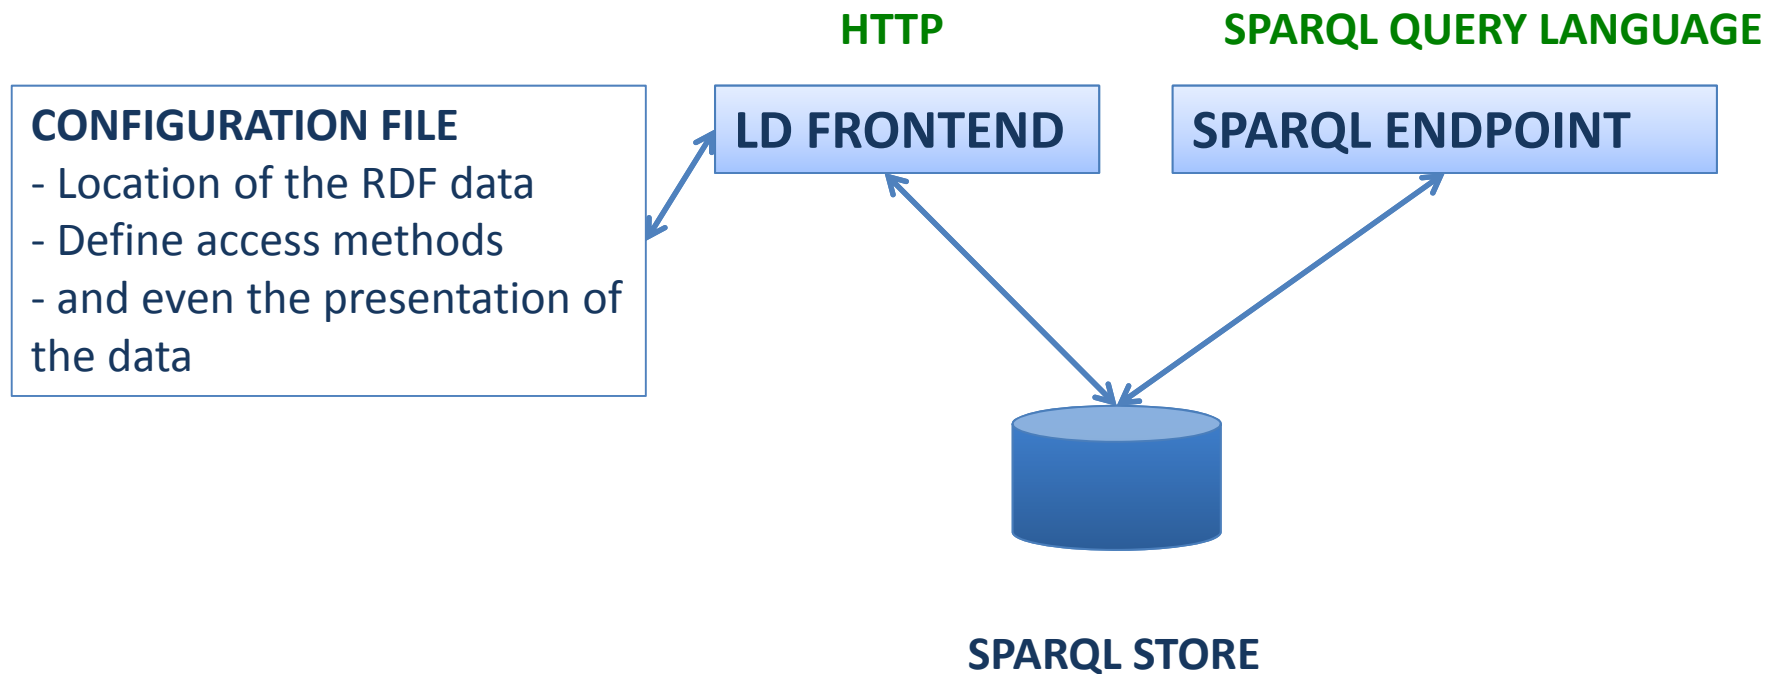 HTTP
SPARQL QUERY LANGUAGE
CONFIGURATION FILE
- Location of the RDF data
- Define access methods
- and even the presentation of
the data
LD FRONTEND
SPARQL ENDPOINT
SPARQL STORE